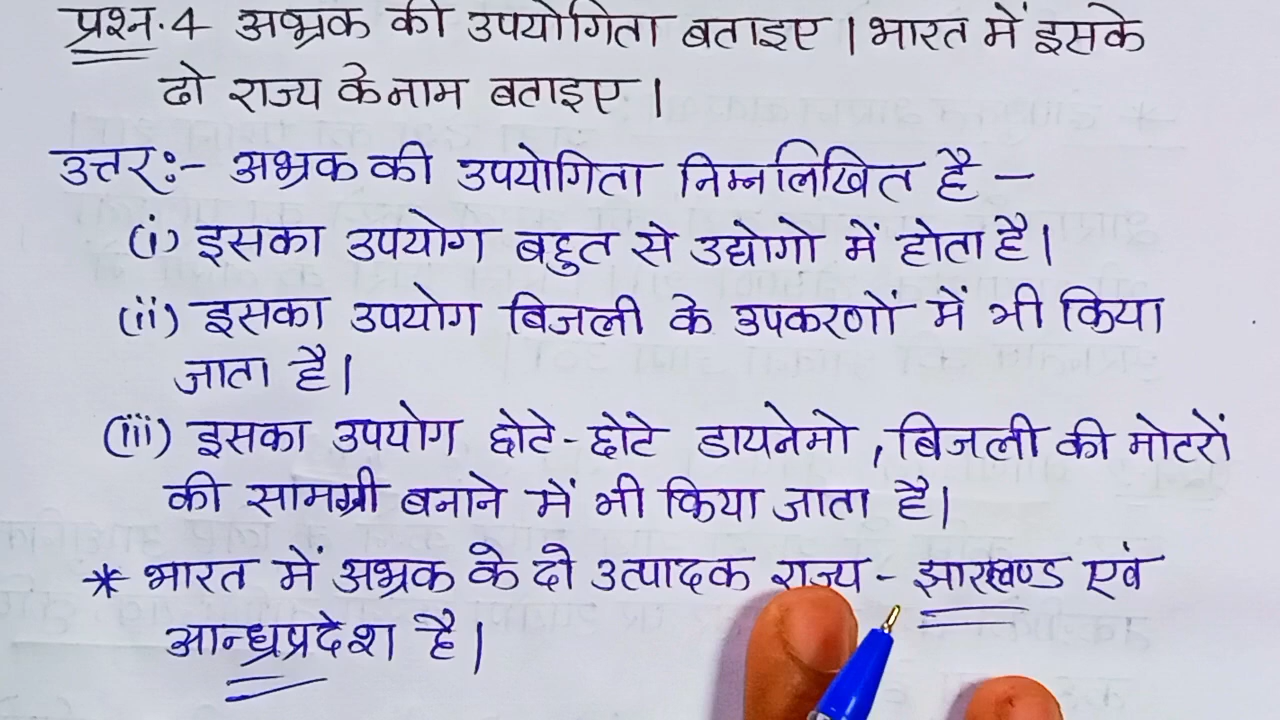 प्रश्न.4 अभ्रक की उपयोगिता बताइए। भारत में इसके
दो राज्य के नाम बताइए।
उत्तर:- अभ्रक की उपयोगिता निम्नलिखित है –
(i) इसका उपयोग बहुत से उद्योगो में होता है।
(ii) इसका उपयोग बिजली के उपकरणों में भी किया
जाता है।
(iii) इसका उपयोग छोटे-छोटे डायनेमो, बिजली की मोटरों
की सामग्री बनाने में भी किया जाता है।
* भारत में अभ्रक के दो उत्पादक राज्य - झारखण्ड एवं
आन्ध्रप्रदेश है।